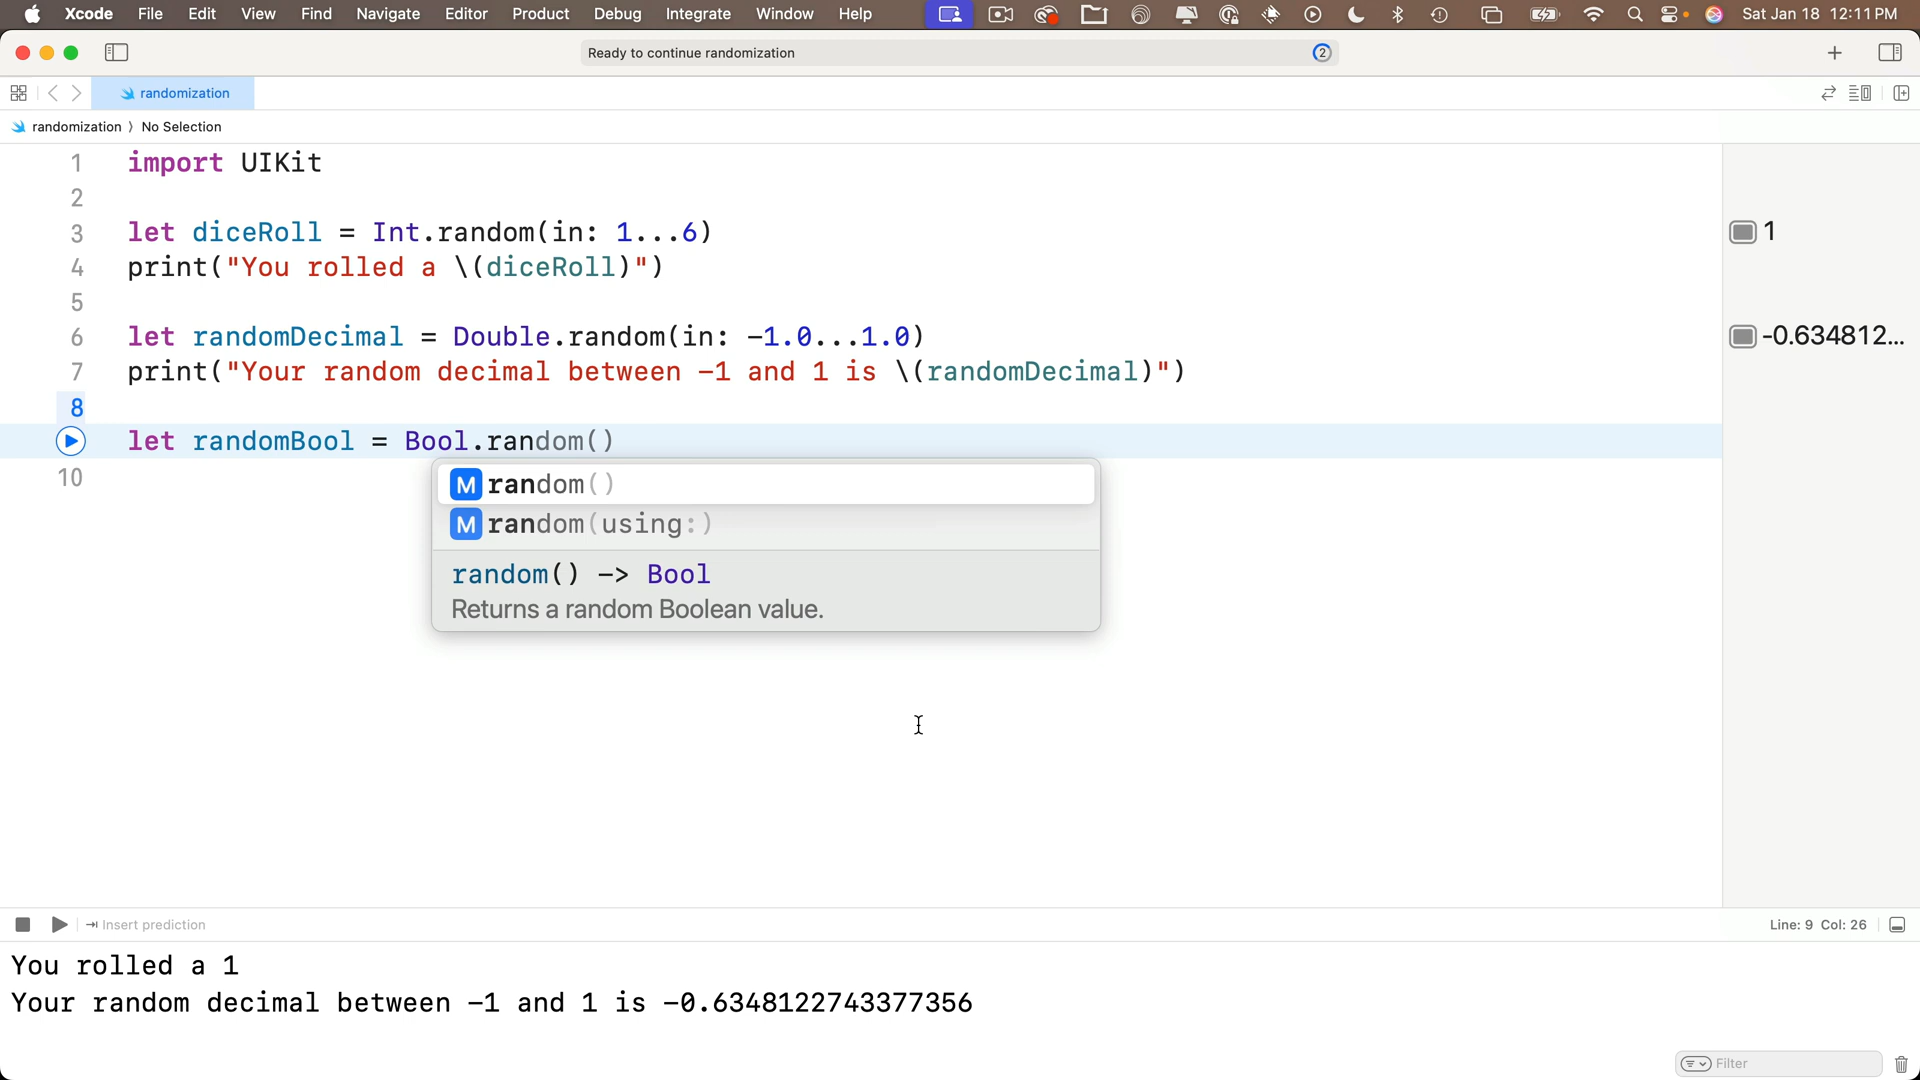 Xcode File Edit View Find Navigate Editor Product Debug Integrate Window Help Sat Jan 18 12:11 PM
Ready to continue randomization 2
randomization
randomization ⟩ No Selection
1 import UIKit
2
3 let diceRoll = Int.random(in: 1...6) 1
4 print("You rolled a \(diceRoll)")
5
6 let randomDecimal = Double.random(in: -1.0...1.0) -0.634812...
7 print("Your random decimal between -1 and 1 is \(randomDecimal)")
8
let randomBool = Bool.random()
10
M random()
M random(using:)
random() -> Bool
Returns a random Boolean value.
Insert prediction Line: 9 Col: 26
You rolled a 1
Your random decimal between -1 and 1 is -0.6348122743377356
Filter